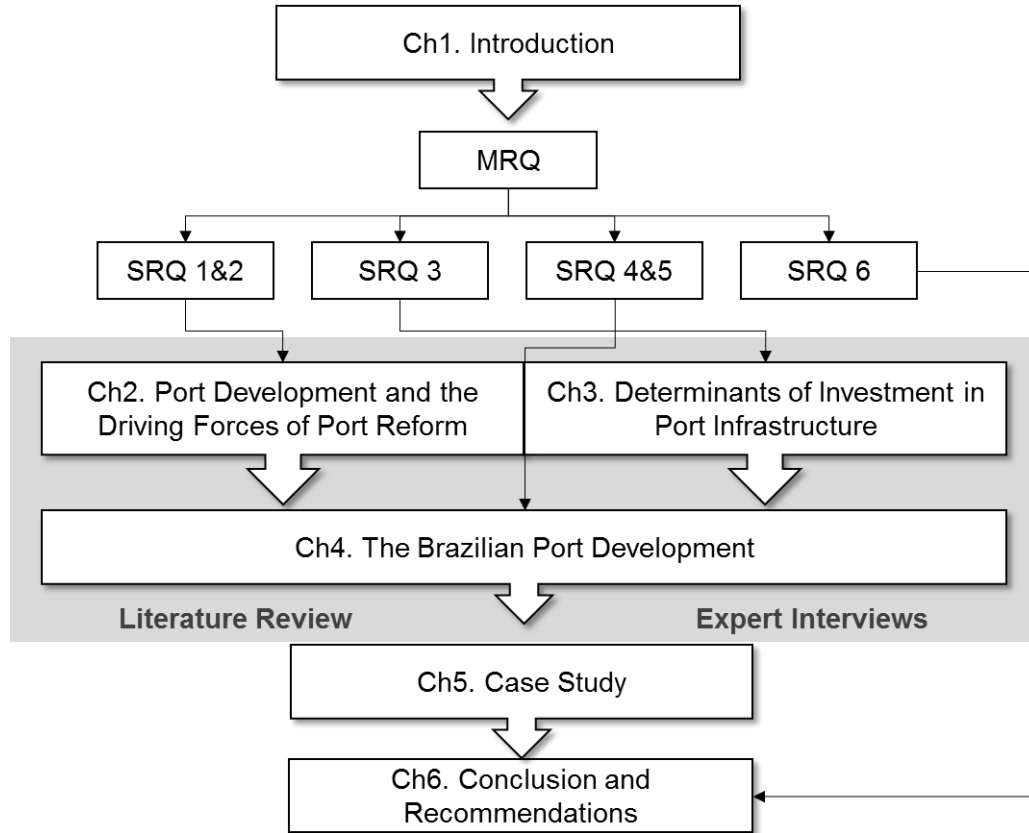 Ch1. Introduction
MRQ
SRQ 1&2
SRQ 3
SRQ 4&5
SRQ 6
Ch2. Port Development and the
Driving Forces of Port Reform
Ch3. Determinants of Investment in
Port Infrastructure
Ch4. The Brazilian Port Development
Literature Review
Expert Interviews
Ch5. Case Study
Ch6. Conclusion and
Recommendations